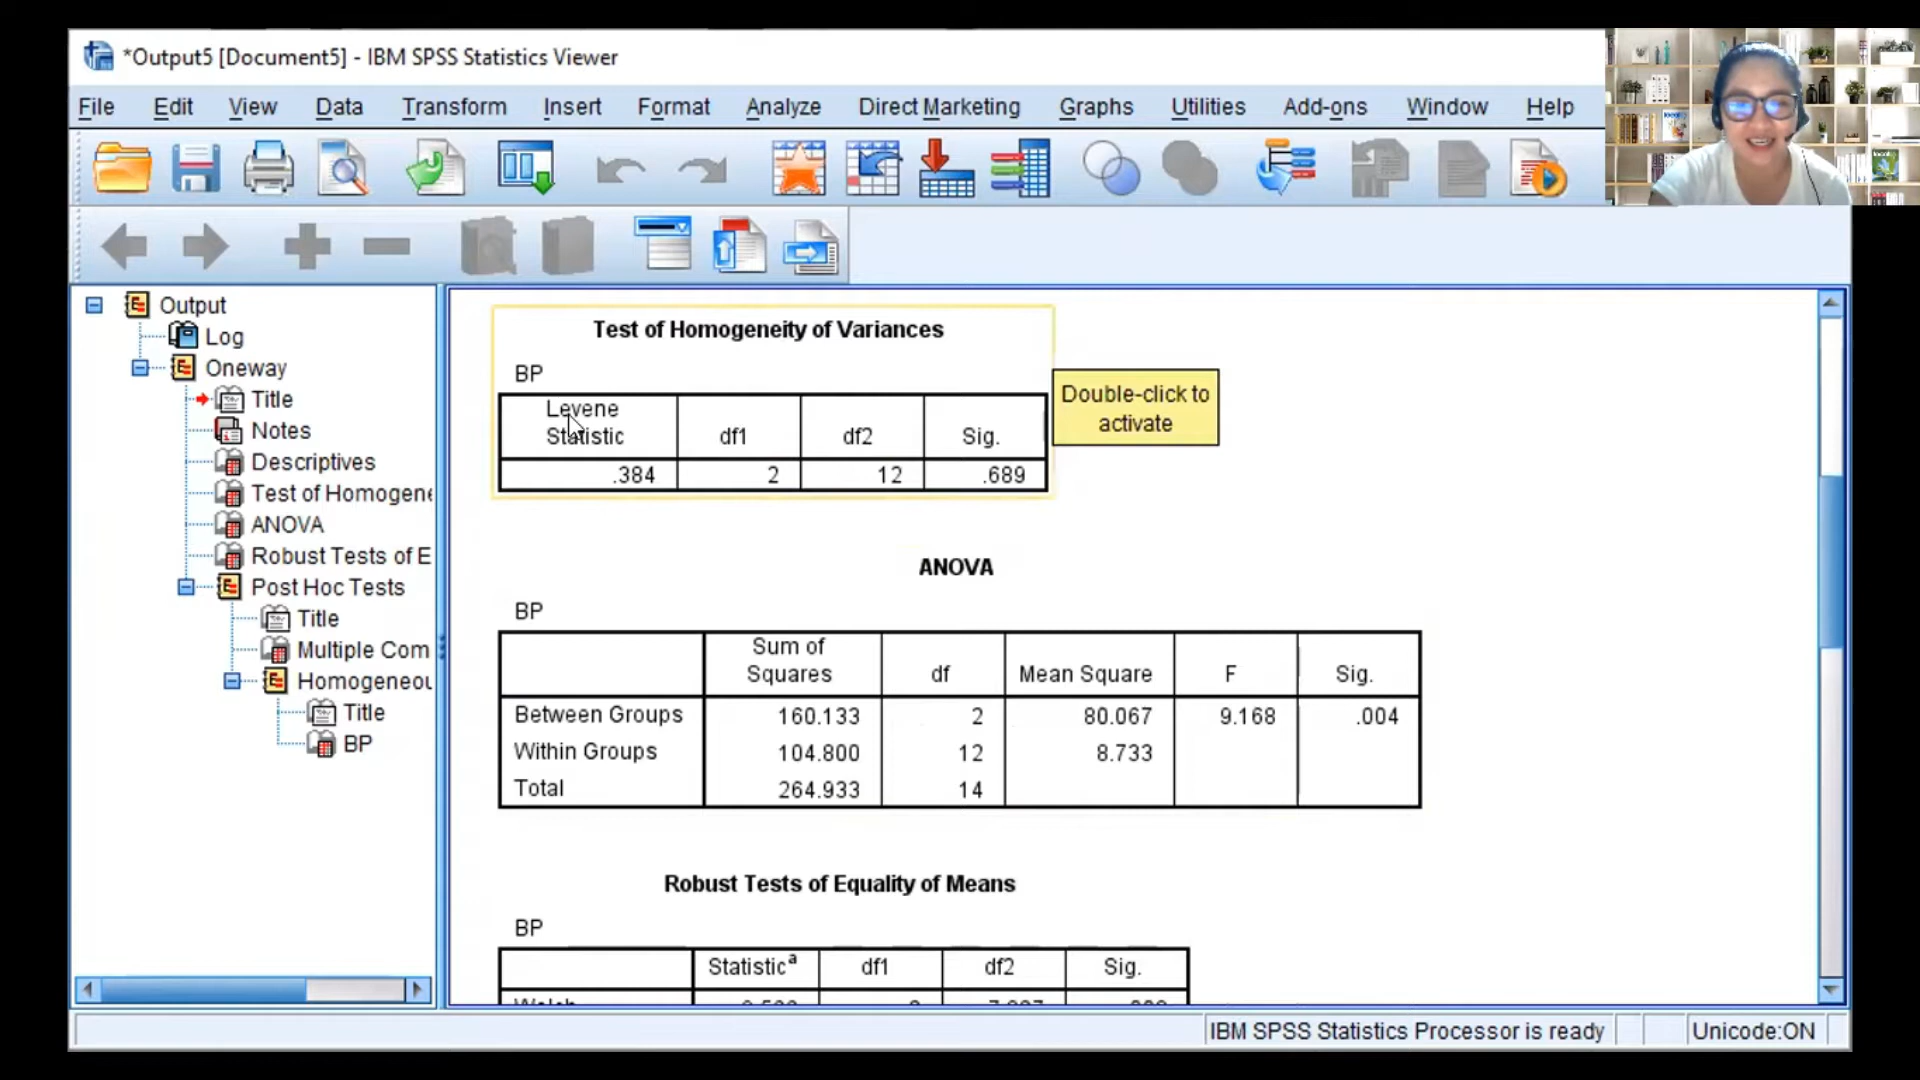 *Output5 [Document5] - IBM SPSS Statistics Viewer
File Edit View Data Transform Insert Format Analyze Direct Marketing Graphs Utilities Add-ons Window Help
Output
Log
Oneway
Title
Notes
Descriptives
Test of Homogene
ANOVA
Robust Tests of E
Post Hoc Tests
Title
Multiple Com
Homogeneou
Title
BP
Test of Homogeneity of Variances
BP
Levene
Statistic df1 df2 Sig.
.384 2 12 .689
Double-click to
activate
ANOVA
BP
Sum of
Squares df Mean Square F Sig.
Between Groups 160.133 2 80.067 9.168 .004
Within Groups 104.800 12 8.733
Total 264.933 14
Robust Tests of Equality of Means
BP
Statistic^a df1 df2 Sig.
IBM SPSS Statistics Processor is ready Unicode:ON